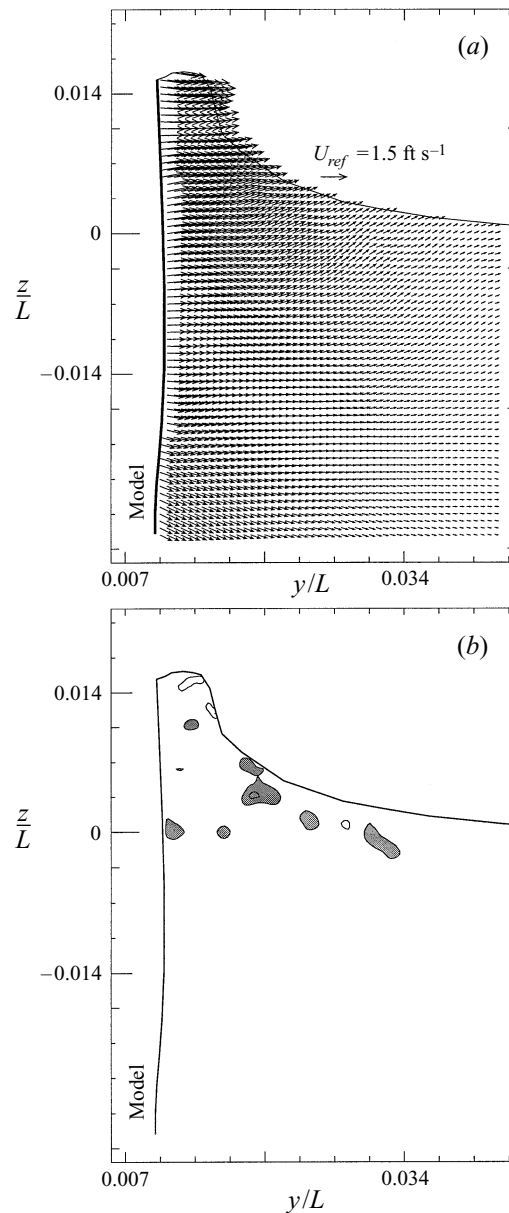 (a)
0.014
U_ref = 1.5 ft s⁻¹
0
z/L
−0.014
Model
0.007
0.034
y/L
(b)
0.014
0
z/L
−0.014
Model
0.007
0.034
y/L